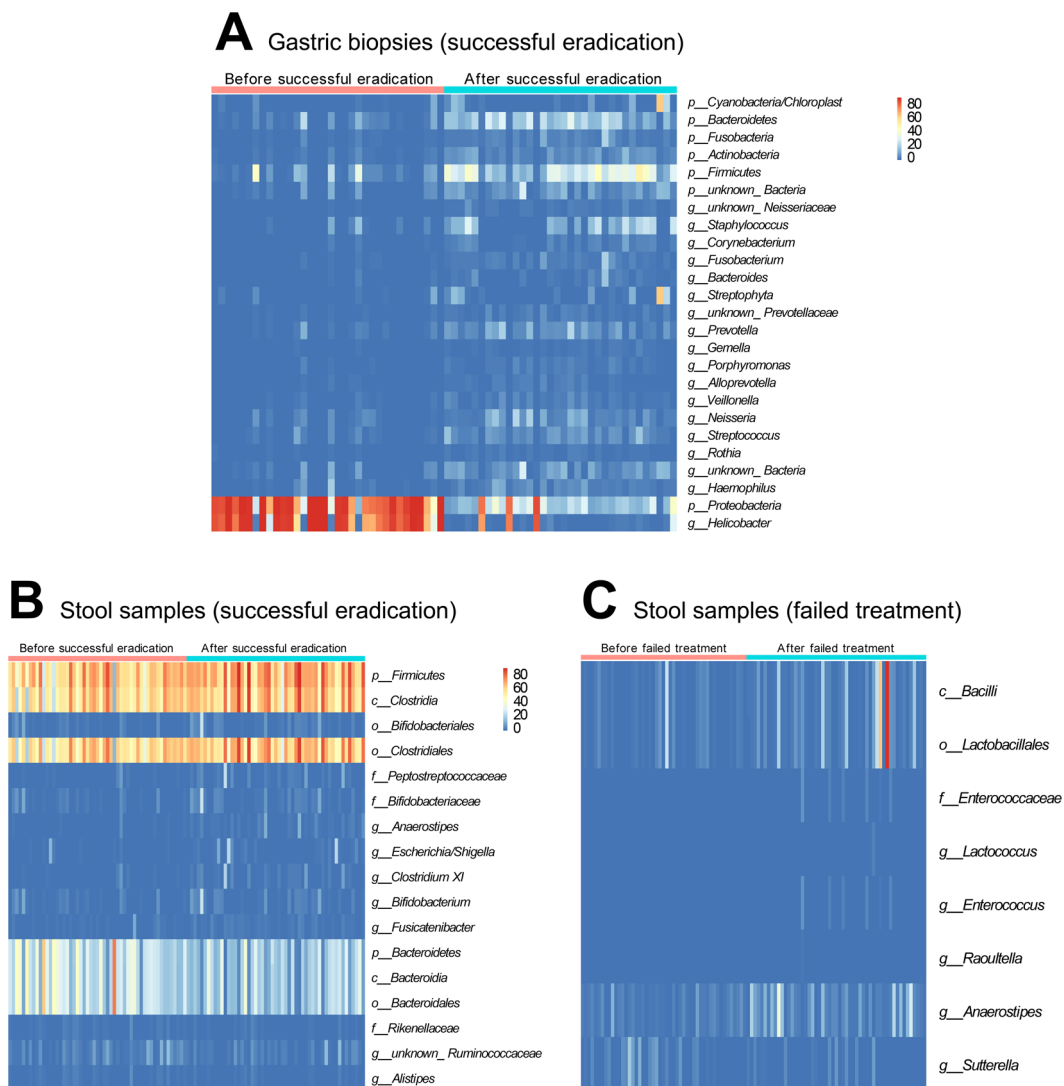 A Gastric biopsies (successful eradication)
Before successful eradication After successful eradication
p__Cyanobacteria/Chloroplast
p__Bacteroidetes
p__Fusobacteria
p__Actinobacteria
p__Firmicutes
p__unknown_ Bacteria
g__unknown_ Neisseriaceae
g__Staphylococcus
g__Corynebacterium
g__Fusobacterium
g__Bacteroides
g__Streptophyta
g__unknown_ Prevotellaceae
g__Prevotella
g__Gemella
g__Porphyromonas
g__Alloprevotella
g__Veillonella
g__Neisseria
g__Streptococcus
g__Rothia
g__unknown_ Bacteria
g__Haemophilus
p__Proteobacteria
g__Helicobacter
80
60
40
20
0
B Stool samples (successful eradication)
Before successful eradication After successful eradication
p__Firmicutes
c__Clostridia
o__Bifidobacteriales
o__Clostridiales
f__Peptostreptococcaceae
f__Bifidobacteriaceae
g__Anaerostipes
g__Escherichia/Shigella
g__Clostridium XI
g__Bifidobacterium
g__Fusicatenibacter
p__Bacteroidetes
c__Bacteroidia
o__Bacteroidales
f__Rikenellaceae
g__unknown_ Ruminococcaceae
g__Alistipes
80
60
40
20
0
C Stool samples (failed treatment)
Before failed treatment After failed treatment
c__Bacilli
o__Lactobacillales
f__Enterococcaceae
g__Lactococcus
g__Enterococcus
g__Raoultella
g__Anaerostipes
g__Sutterella